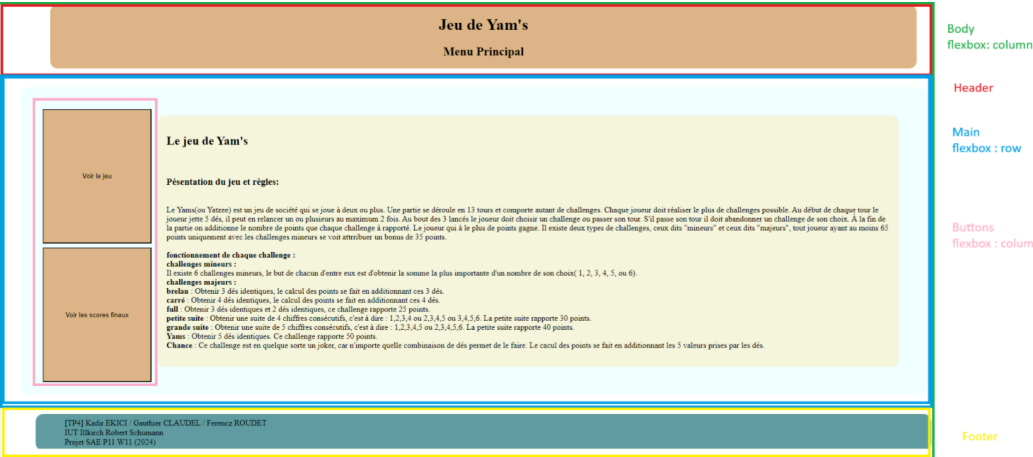 Jeu de Yam's
Menu Principal
Body
flexbox: column
Header
Main
flexbox : row
Buttons
flexbox : colum
Voir le jeu
Voir les scores finaux
Le jeu de Yam's
Pésentation du jeu et règles:
Le Yams(ou Yatzee) est un jeu de société qui se joue à deux ou plus. Une partie se déroule en 13 tours et comporte autant de challenges. Chaque joueur doit réaliser le plus de challenges possible. Au début de chaque tour le
joueur jette 5 dés, il peut en relancer un ou plusieurs au maximum 2 fois. Au bout des 3 lancés le joueur doit choisir un challenge ou passer son tour. S'il passe son tour il doit abandonner un challenge de son choix. À la fin de
la partie on additionne le nombre de points que chaque challenge à rapporté. Le joueur qui à le plus de points gagne. Il existe deux types de challenges, ceux dits "mineurs" et ceux dits "majeurs", tout joueur ayant au moins 65
points uniquement avec les challenges mineurs se voit attrribuer un bonus de 35 points.
fonctionnement de chaque challenge :
challenges mineurs :
Il existe 6 challenges mineurs, le but de chacun d'entre eux est d'obtenir la somme la plus importante d'un nombre de son choix( 1, 2, 3, 4, 5, ou 6).
challenges majeurs :
brelan : Obtenir 3 dés identiques, le calcul des points se fait en additionnant ces 3 dés.
carré : Obtenir 4 dés identiques, le calcul des points se fait en additionnant ces 4 dés.
full : Obtenir 3 dés identiques et 2 dés identiques, ce challenge rapporte 25 points.
petite suite : Obtenir une suite de 4 chiffres consécutifs, c'est à dire : 1,2,3,4 ou 2,3,4,5 ou 3,4,5,6. La petite suite rapporte 30 points.
grande suite : Obtenir une suite de 5 chiffres consécutifs, c'est à dire : 1,2,3,4,5 ou 2,3,4,5,6. La petite suite rapporte 40 points.
Yams : Obtenir 5 dés identiques. Ce challenge rapporte 50 points.
Chance : Ce challenge est en quelque sorte un joker, car n'importe quelle combinaison de dés permet de le faire. Le cacul des points se fait en additionnant les 5 valeurs prises par les dés.
[TP4] Kadir EKICI / Gauthier CLAUDEL / Ferencz ROUDET
IUT Illkirch Robert Schumann
Projet SAE P11 W11 (2024)
Footer